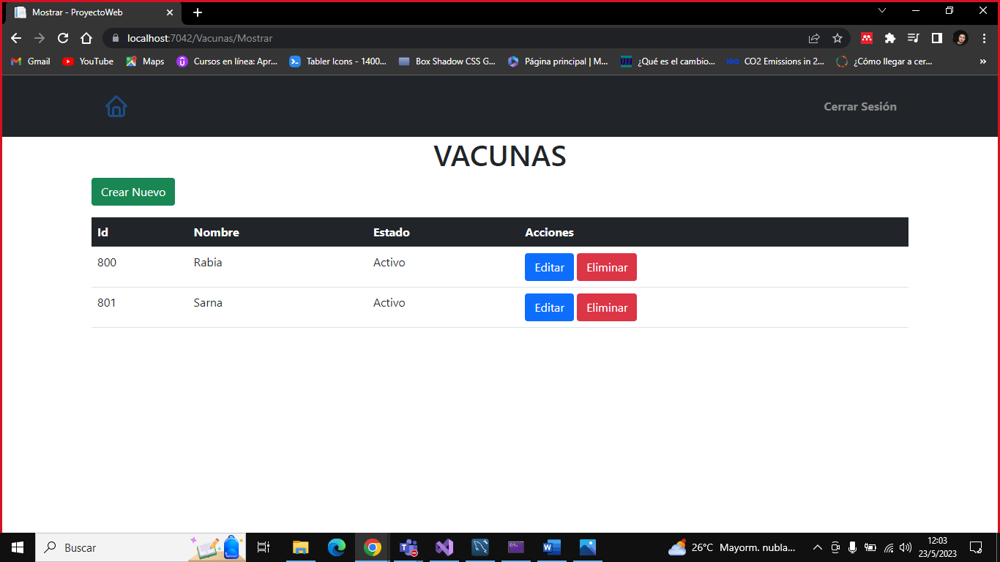 Mostrar - ProyectoWeb
localhost:7042/Vacunas/Mostrar
Gmail YouTube Maps Cursos en línea: Apr... Tabler Icons - 1400... Box Shadow CSS G... Página principal | M... ¿Qué es el cambio... CO2 Emissions in 2... ¿Cómo llegar a cer...
Cerrar Sesión
VACUNAS
Crear Nuevo
Id Nombre Estado Acciones
800 Rabia Activo Editar Eliminar
801 Sarna Activo Editar Eliminar
Buscar
26°C Mayorm. nubla...
12:03
23/5/2023